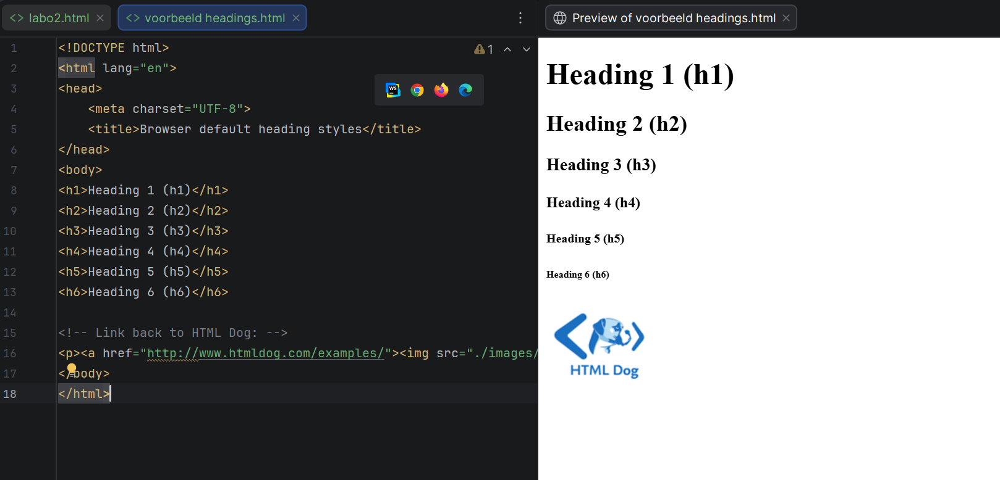 labo2.html
voorbeeld headings.html
Preview of voorbeeld headings.html
1
1 <!DOCTYPE html>
2 <html lang="en">
3 <head>
4 <meta charset="UTF-8">
5 <title>Browser default heading styles</title>
6 </head>
7 <body>
8 <h1>Heading 1 (h1)</h1>
9 <h2>Heading 2 (h2)</h2>
10 <h3>Heading 3 (h3)</h3>
11 <h4>Heading 4 (h4)</h4>
12 <h5>Heading 5 (h5)</h5>
13 <h6>Heading 6 (h6)</h6>
14
15 <!-- Link back to HTML Dog: -->
16 <p><a href="http://www.htmldog.com/examples/"><img src="./images/
17 </body>
18 </html>
WS
Heading 1 (h1)
Heading 2 (h2)
Heading 3 (h3)
Heading 4 (h4)
Heading 5 (h5)
Heading 6 (h6)
HTML Dog